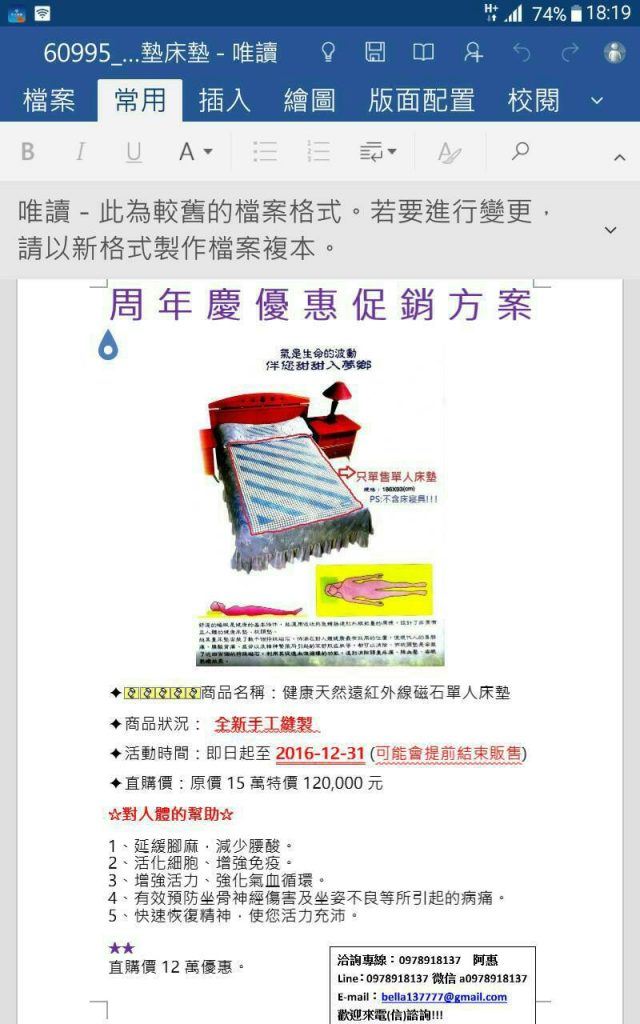 H+ 74% 18:19
60995_...墊床墊 - 唯讀
檔案 常用 插入 繪圖 版面配置 校閱
B I U A
唯讀 - 此為較舊的檔案格式。若要進行變更，
請以新格式製作檔案複本。
周年慶優惠促銷方案
氣是生命的波動
伴您甜甜入夢鄉
只單售單人床墊
規格：186X93(cm)
PS:不含床寢具!!!
✦商品名稱：健康天然遠紅外線磁石單人床墊
✦商品狀況： 全新手工縫製
✦活動時間：即日起至 2016-12-31 (可能會提前結束販售)
✦直購價：原價 15 萬特價 120,000 元
☆對人體的幫助☆
1、延緩腳麻，減少腰酸。
2、活化細胞、增強免疫。
3、增強活力、強化氣血循環。
4、有效預防坐骨神經傷害及坐姿不良等所引起的病痛。
5、快速恢復精神，使您活力充沛。
★★
直購價 12 萬優惠。
洽詢專線：0978918137 阿惠
Line：0978918137 微信 a0978918137
E-mail：bella137777@gmail.com
歡迎來電(信)諮詢!!!